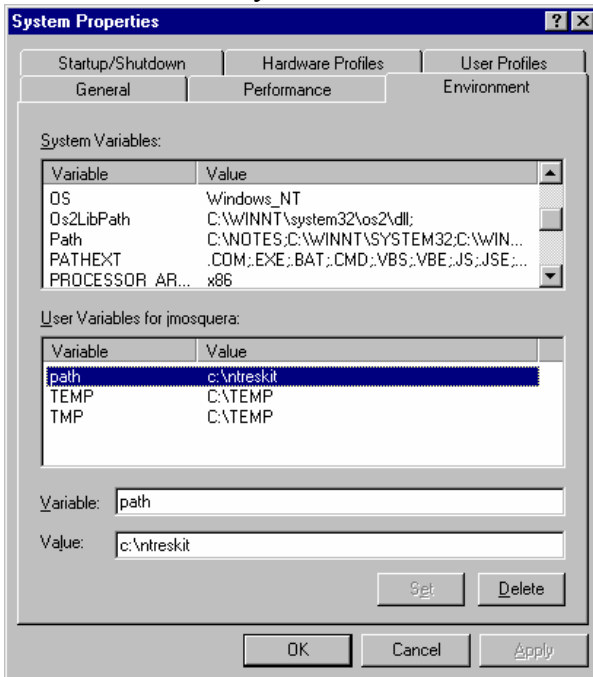 System Properties
Startup/Shutdown Hardware Profiles User Profiles
General Performance Environment
System Variables:
Variable Value
OS Windows_NT
Os2LibPath C:\WINNT\system32\os2\dll;
Path C:\NOTES;C:\WINNT\SYSTEM32;C:\WIN...
PATHEXT .COM;.EXE;.BAT;.CMD;.VBS;.VBE;.JS;.JSE;...
PROCESSOR_AR... x86
User Variables for jmosquera:
Variable Value
path c:\ntreskit
TEMP C:\TEMP
TMP C:\TEMP
Variable: path
Value: c:\ntreskit
Set Delete
OK Cancel Apply